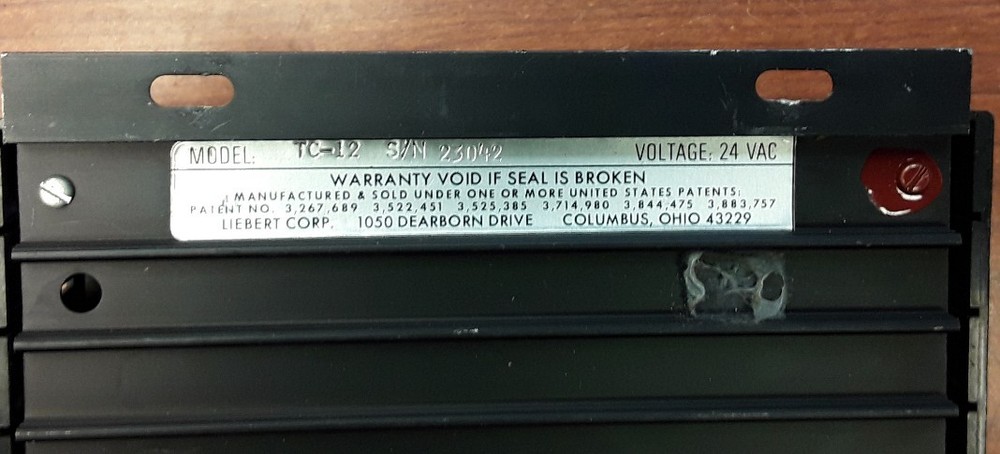 MODEL: TC-12 S/N 23042 VOLTAGE: 24 VAC
WARRANTY VOID IF SEAL IS BROKEN
MANUFACTURED & SOLD UNDER ONE OR MORE UNITED STATES PATENTS:
PATENT NO. 3,267,689 3,522,451 3,525,385 3,714,980 3,844,475 3,883,757
LIEBERT CORP. 1050 DEARBORN DRIVE COLUMBUS, OHIO 43229